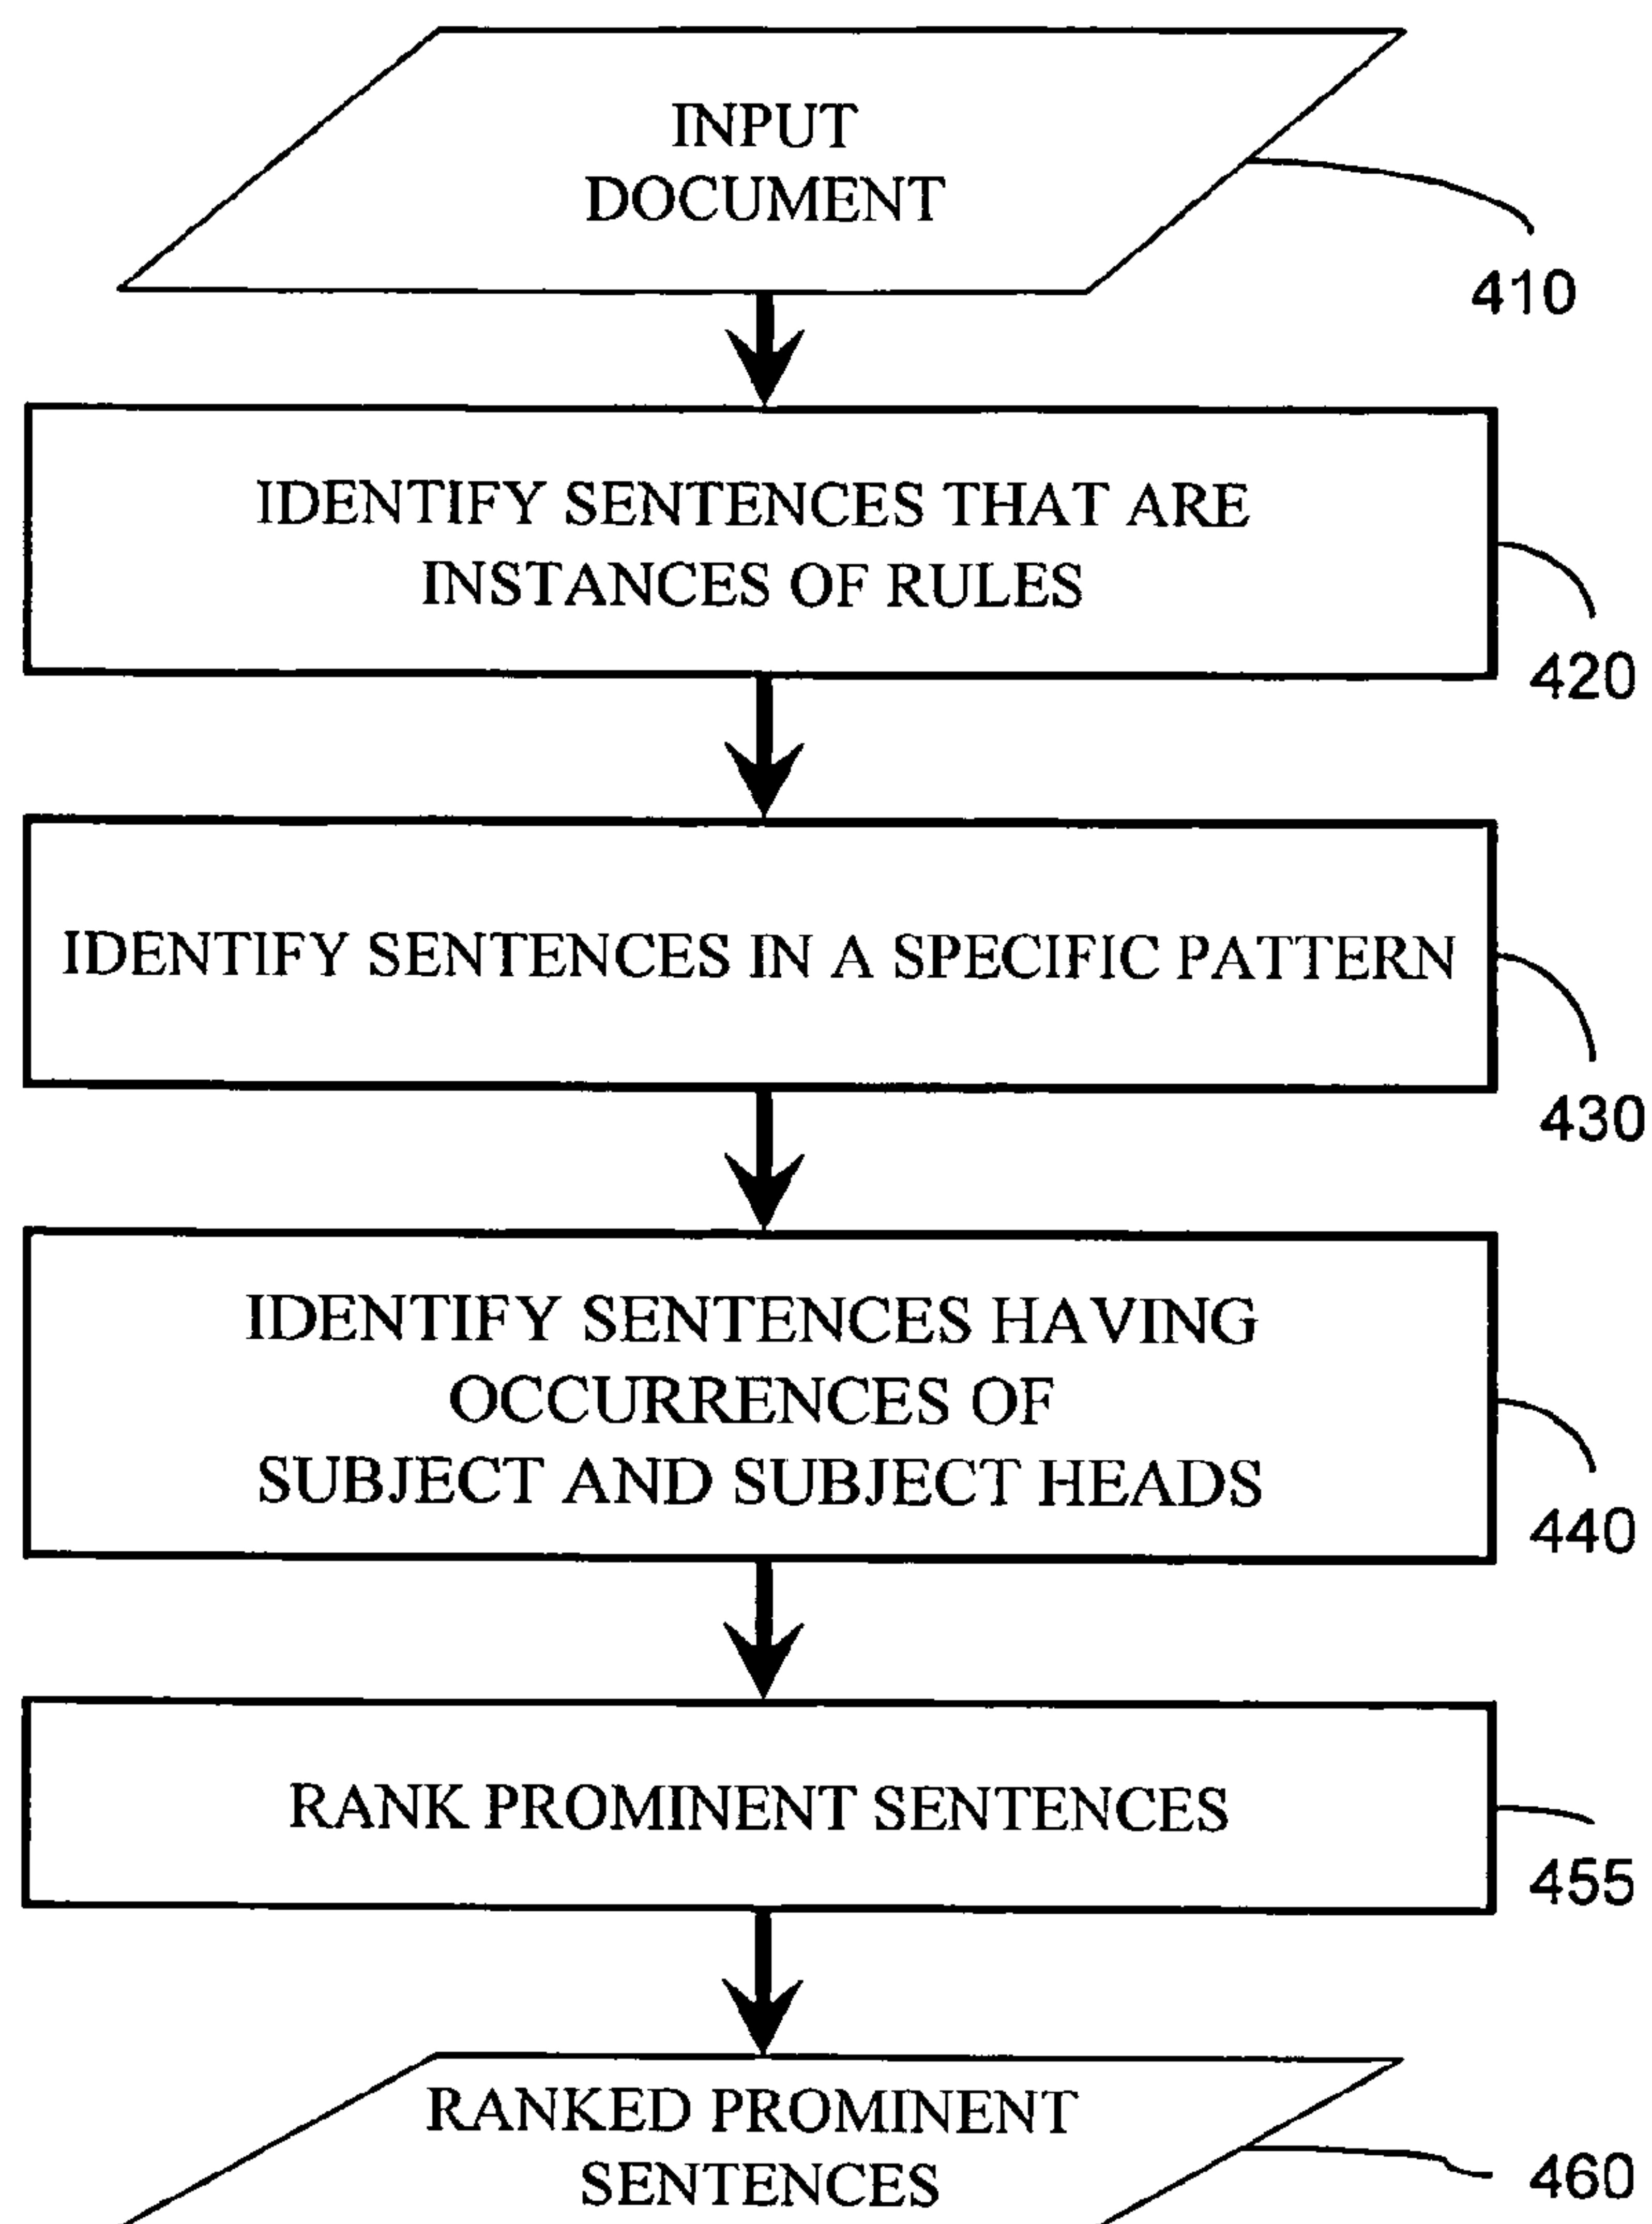 INPUT
DOCUMENT
410
IDENTIFY SENTENCES THAT ARE
INSTANCES OF RULES
420
IDENTIFY SENTENCES IN A SPECIFIC PATTERN
430
IDENTIFY SENTENCES HAVING
OCCURRENCES OF
SUBJECT AND SUBJECT HEADS
440
RANK PROMINENT SENTENCES
455
RANKED PROMINENT
SENTENCES
460